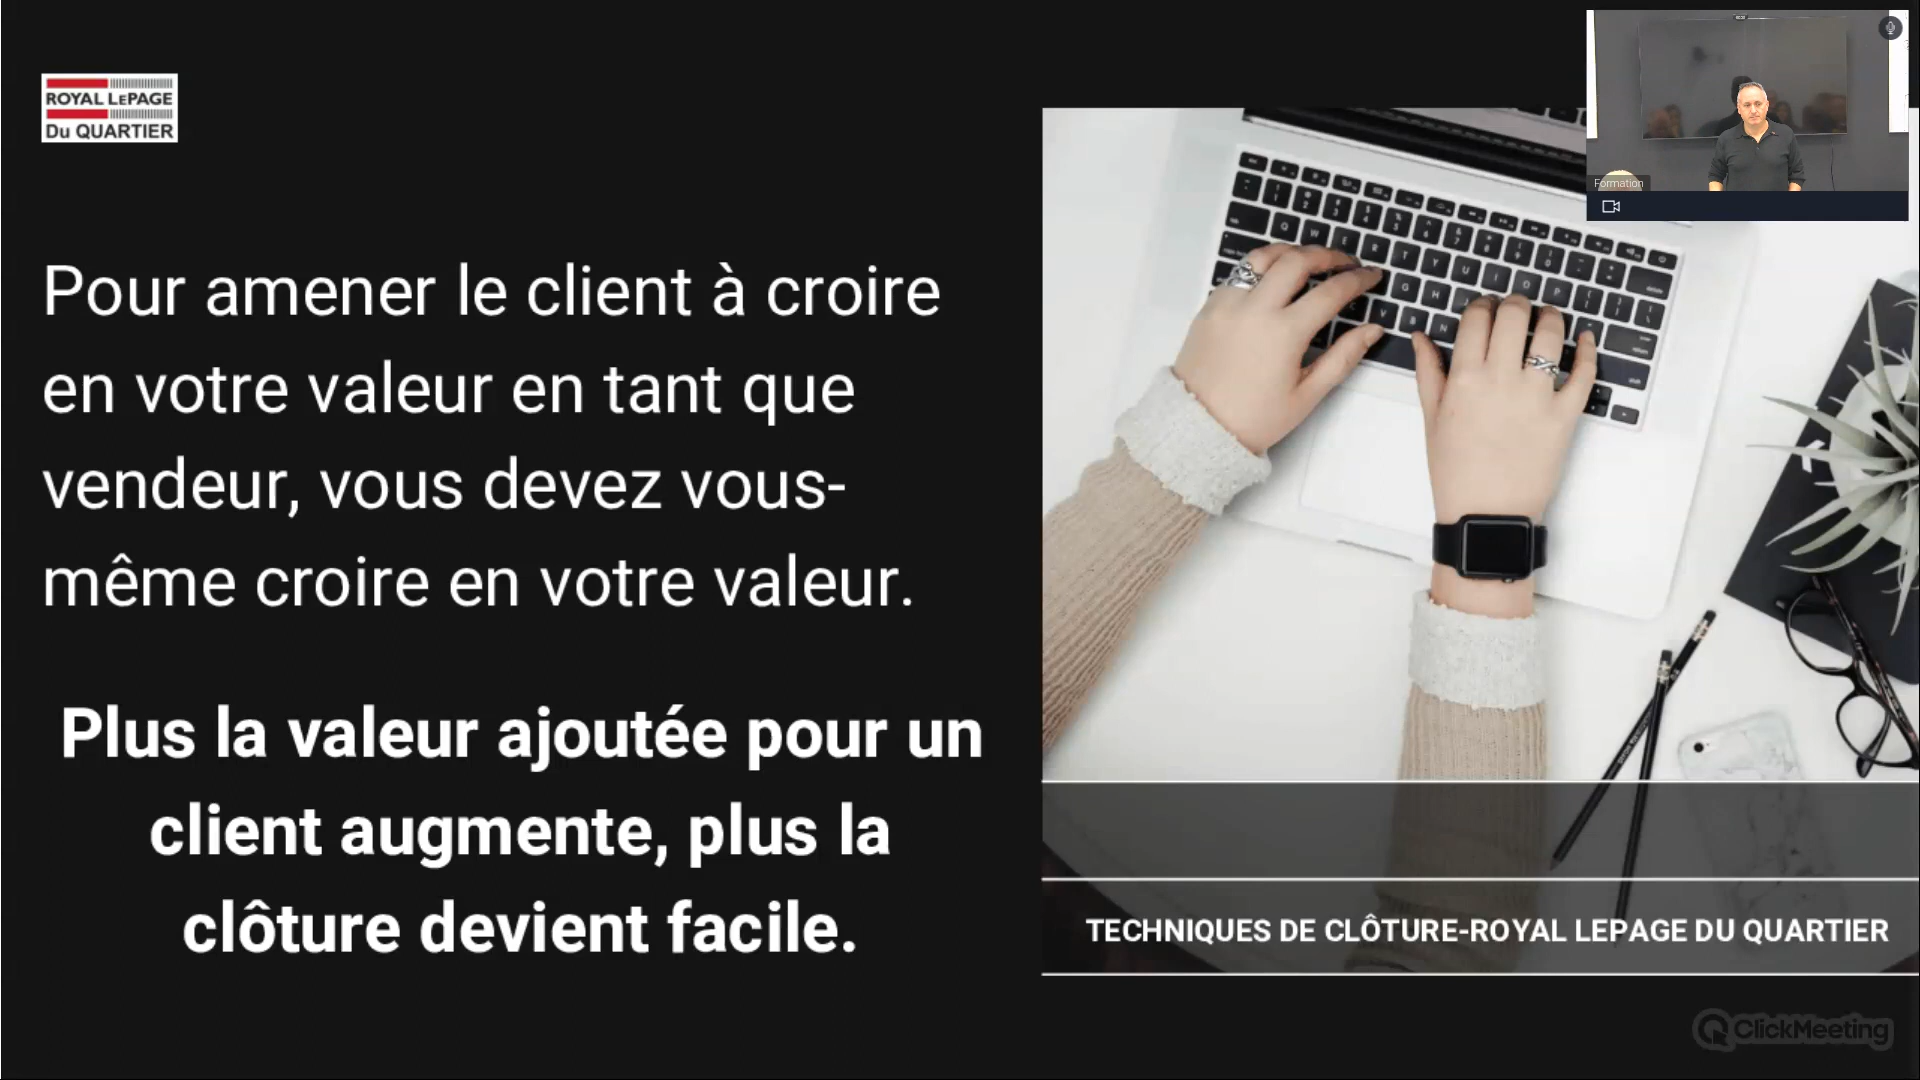 ROYAL LEPAGE
Du QUARTIER
Formation
Pour amener le client à croire
en votre valeur en tant que
vendeur, vous devez vous-
même croire en votre valeur.
Plus la valeur ajoutée pour un
client augmente, plus la
clôture devient facile.
TECHNIQUES DE CLÔTURE-ROYAL LEPAGE DU QUARTIER
ClickMeeting